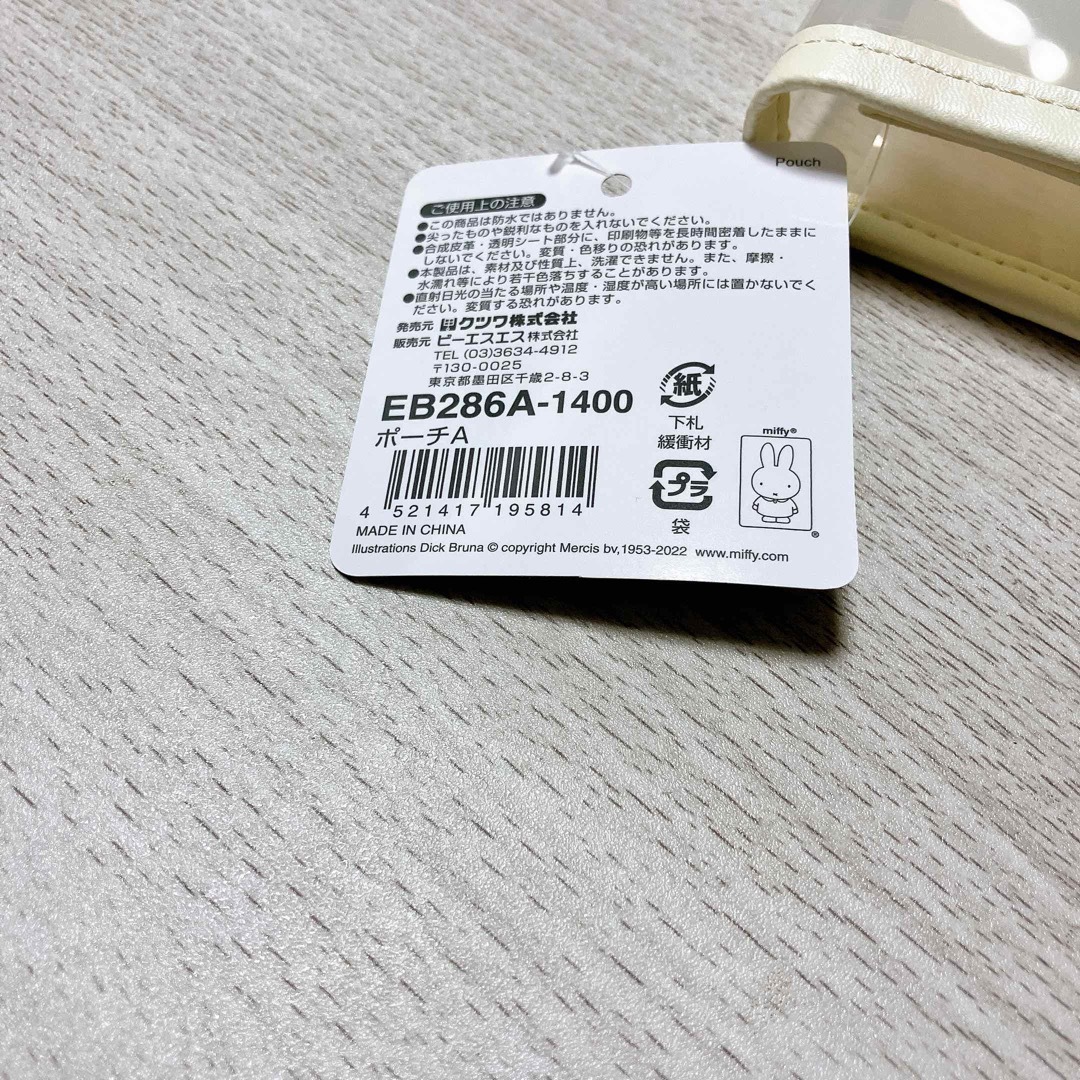 Pouch
ご使用上の注意
●この商品は防水ではありません。
●尖ったものや鋭利なものを入れないでください。
●合成皮革・透明シート部分に、印刷物等を長時間密着したままに
しないでください。変質・色移りの恐れがあります。
●本製品は、素材及び性質上、洗濯できません。また、摩擦・
水濡れ等により若干色落ちすることがあります。
●直射日光の当たる場所や温度・湿度が高い場所には置かないでく
ださい。変質する恐れがあります。
発売元 クツワ株式会社
販売元 ビーエスエス株式会社
TEL (03)3634-4912
〒130-0025
東京都墨田区千歳2-8-3
EB286A-1400
ポーチA
4 521417 195814
MADE IN CHINA
Illustrations Dick Bruna © copyright Mercis bv,1953-2022 www.miffy.com
紙
下札
緩衝材
プラ
袋
miffy®
®